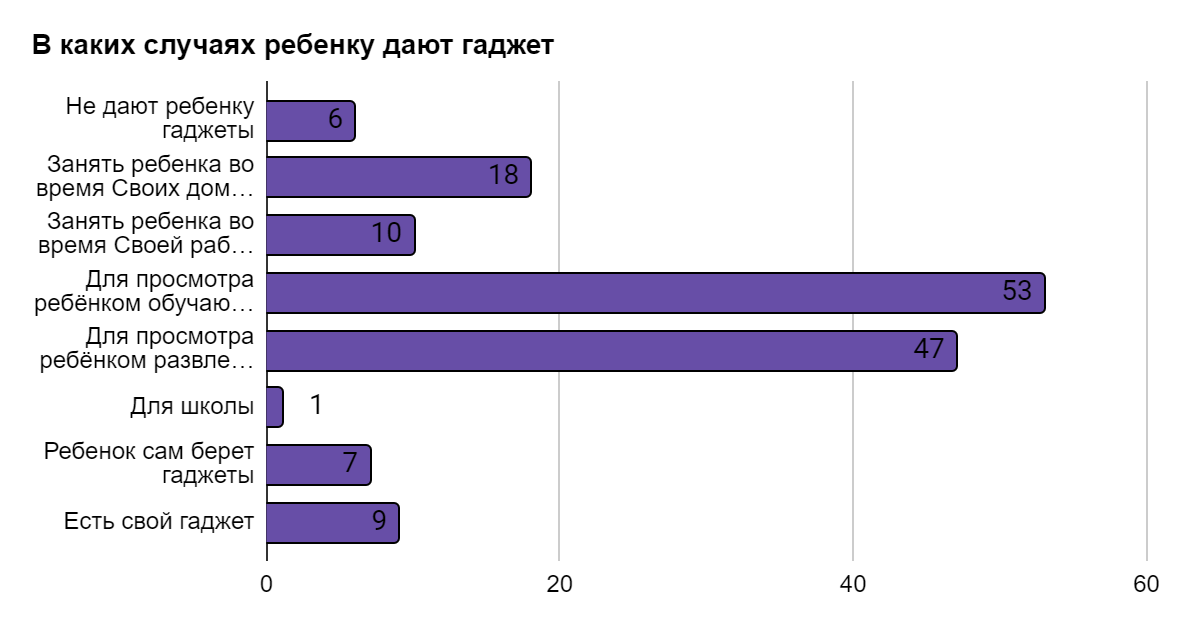 В каких случаях ребенку дают гаджет
Не дают ребенку
гаджеты
6
Занять ребенка во
время Своих дом…
18
Занять ребенка во
время Своей раб…
10
Для просмотра
ребёнком обучаю…
53
Для просмотра
ребёнком развле…
47
Для школы
1
Ребенок сам берет
гаджеты
7
Есть свой гаджет
9
0 20 40 60